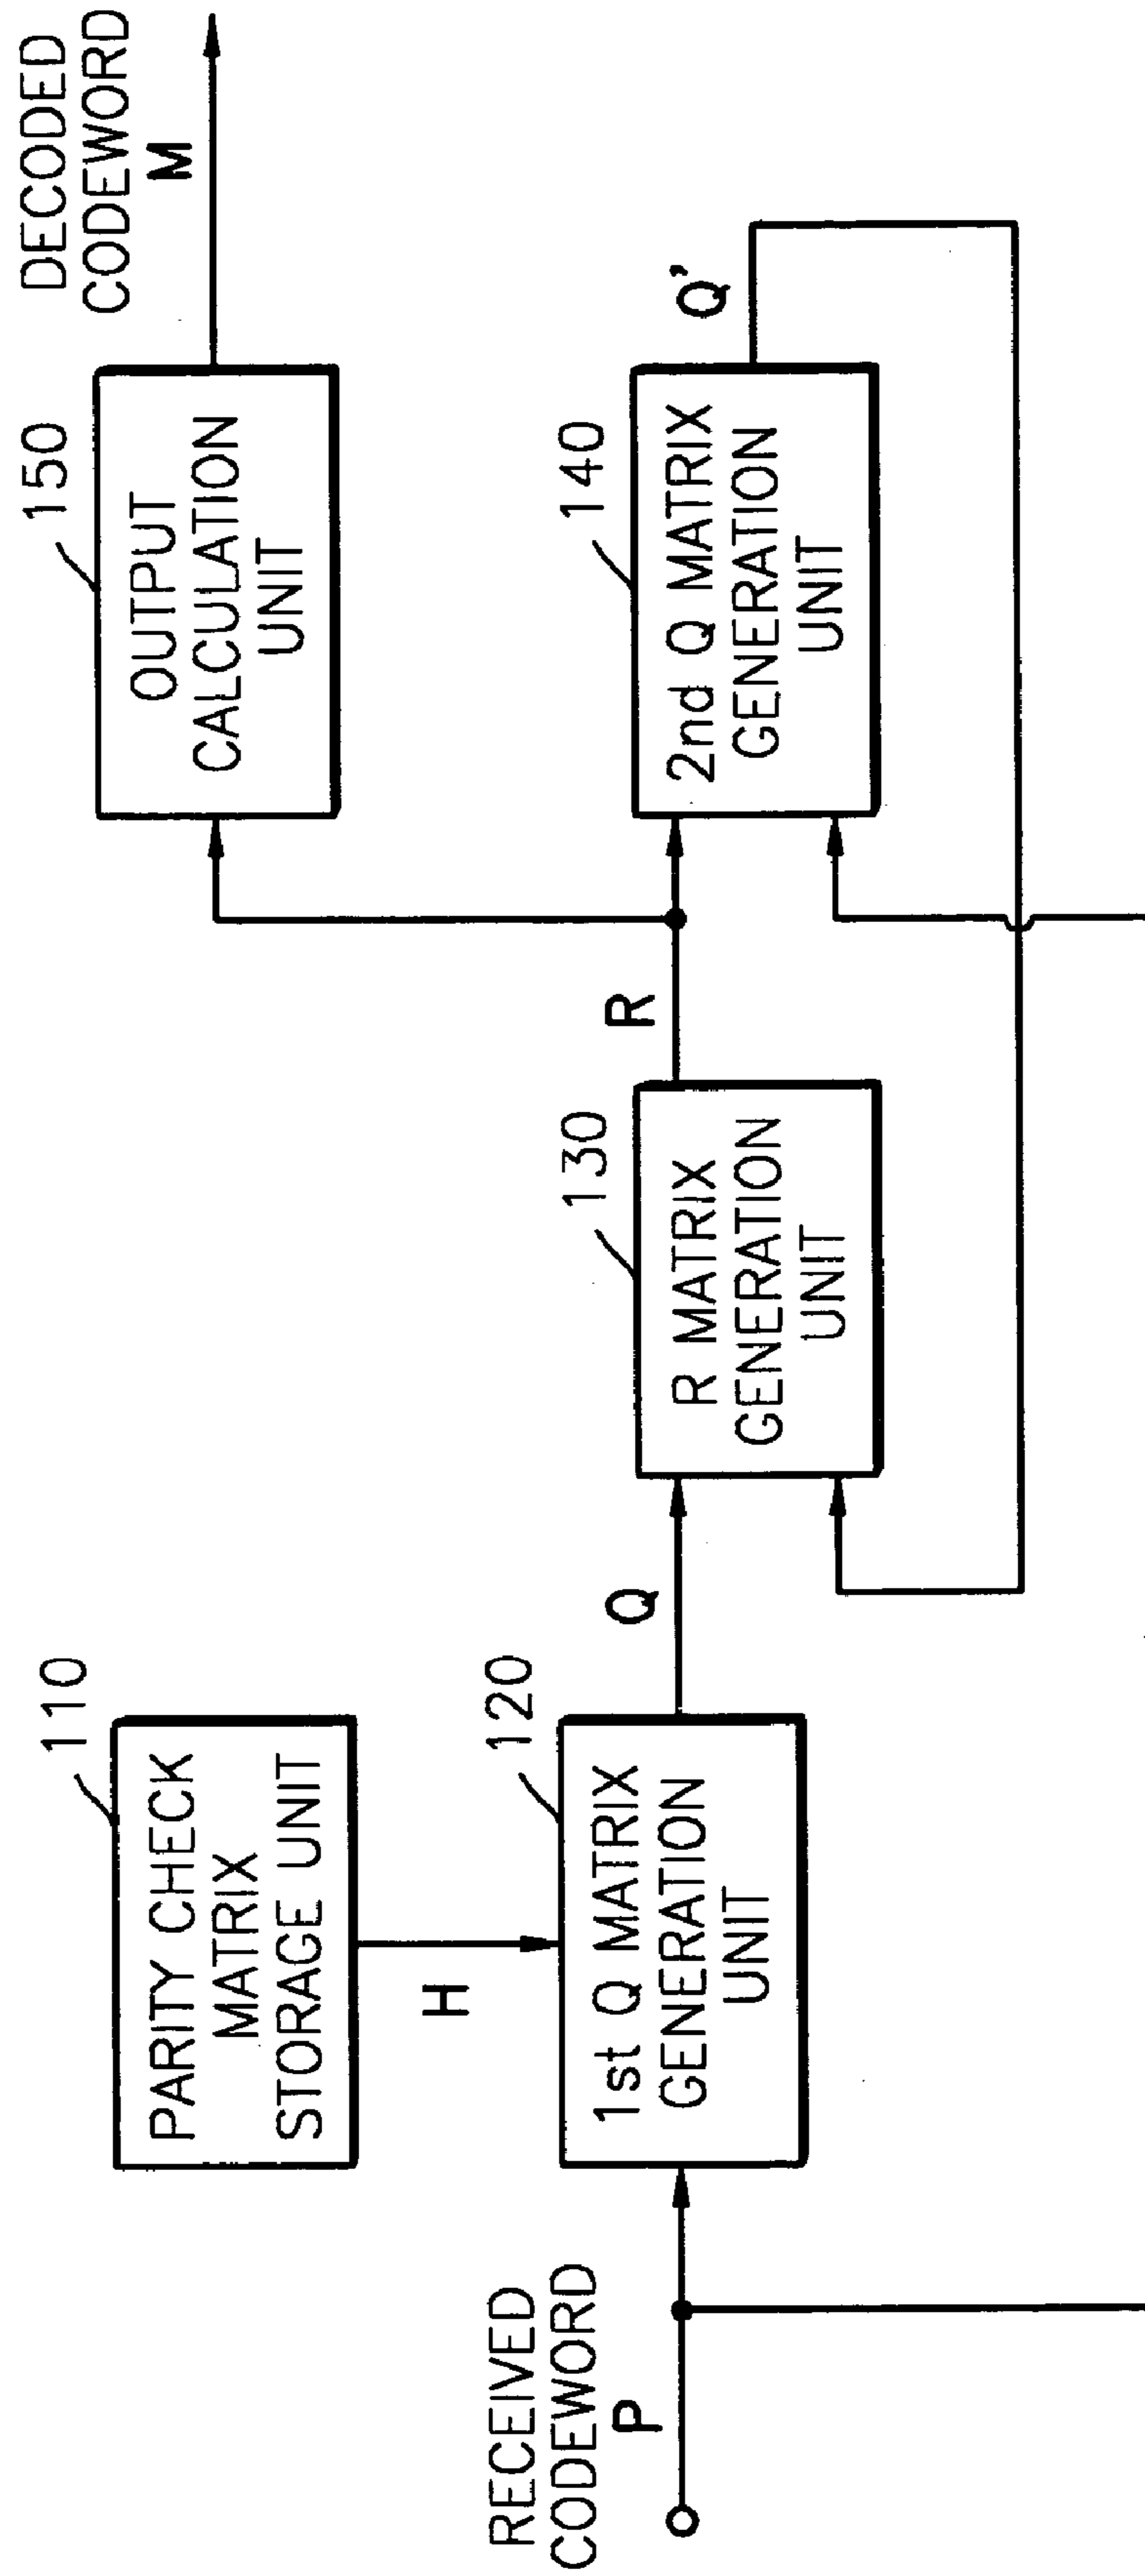 RECEIVED
CODEWORD
P
110
PARITY CHECK
MATRIX
STORAGE UNIT
H
120
1st Q MATRIX
GENERATION
UNIT
Q
130
R MATRIX
GENERATION
UNIT
R
150
OUTPUT
CALCULATION
UNIT
140
2nd Q MATRIX
GENERATION
UNIT
Q'
DECODED
CODEWORD
M